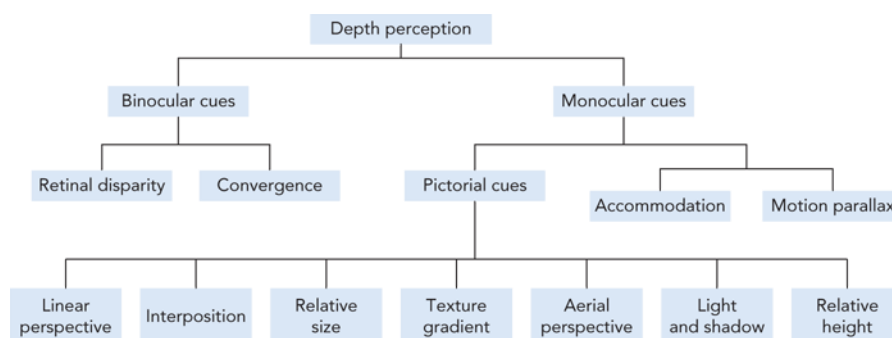 Depth perception
Binocular cues
Monocular cues
Retinal disparity
Convergence
Pictorial cues
Accommodation
Motion parallax
Linear
perspective
Interposition
Relative
size
Texture
gradient
Aerial
perspective
Light
and shadow
Relative
height